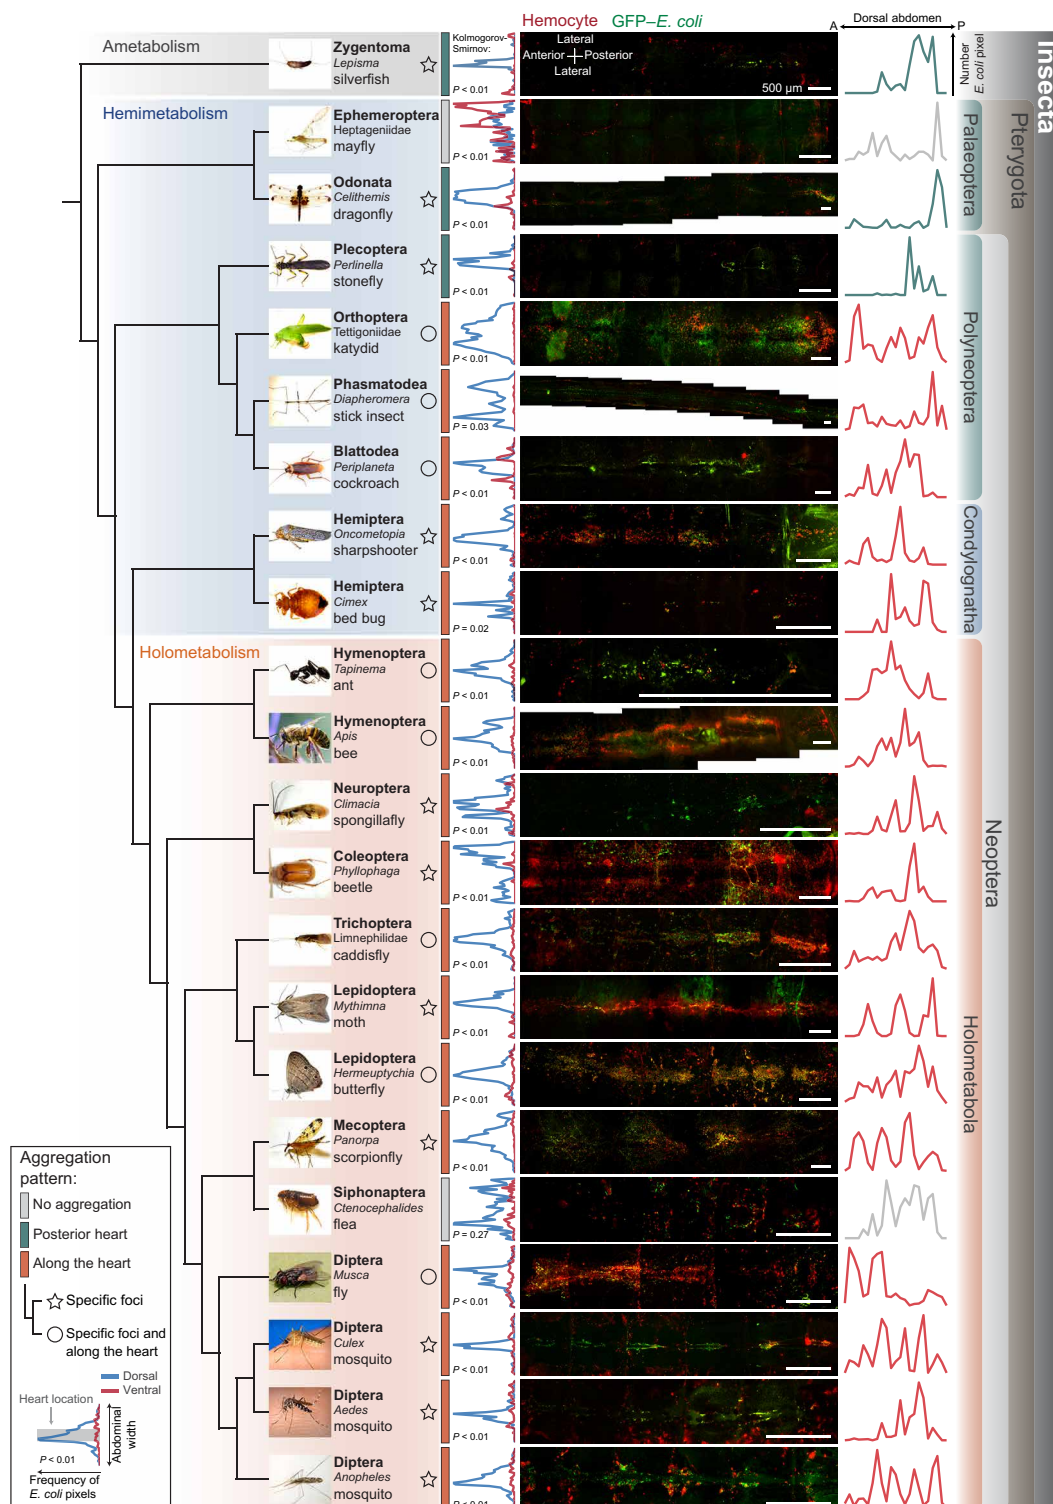 Hemocyte GFP–E. coli
A Dorsal abdomen P
Number
E. coli pixel
Insecta
Ametabolism
Kolmogorov-
Smirnov:
Zygentoma
Lepisma
silverfish
P < 0.01
Lateral
Anterior Posterior
Lateral
500 µm
Hemimetabolism
Ephemeroptera
Heptageniidae
mayfly
P < 0.01
Odonata
Celithemis
dragonfly
P < 0.01
Palaeoptera
Pterygota
Plecoptera
Perlinella
stonefly
P < 0.01
Orthoptera
Tettigoniidae
katydid
P < 0.01
Phasmatodea
Diapheromera
stick insect
P = 0.03
Blattodea
Periplaneta
cockroach
P < 0.01
Polyneoptera
Hemiptera
Oncometopia
sharpshooter
P < 0.01
Hemiptera
Cimex
bed bug
P = 0.02
Condylognatha
Holometabolism
Hymenoptera
Tapinema
ant
P < 0.01
Hymenoptera
Apis
bee
P < 0.01
Neuroptera
Climacia
spongillafly
P < 0.01
Coleoptera
Phyllophaga
beetle
P < 0.01
Neoptera
Trichoptera
Limnephilidae
caddisfly
P < 0.01
Lepidoptera
Mythimna
moth
P < 0.01
Lepidoptera
Hermeuptychia
butterfly
P < 0.01
Holometabola
Mecoptera
Panorpa
scorpionfly
P < 0.01
Siphonaptera
Ctenocephalides
flea
P = 0.27
Diptera
Musca
fly
P < 0.01
Diptera
Culex
mosquito
P < 0.01
Diptera
Aedes
mosquito
P < 0.01
Diptera
Anopheles
mosquito
P < 0.01
Aggregation
pattern:
No aggregation
Posterior heart
Along the heart
Specific foci
Specific foci and
along the heart
Dorsal
Ventral
Heart location
P < 0.01
Abdominal
width
Frequency of
E. coli pixels